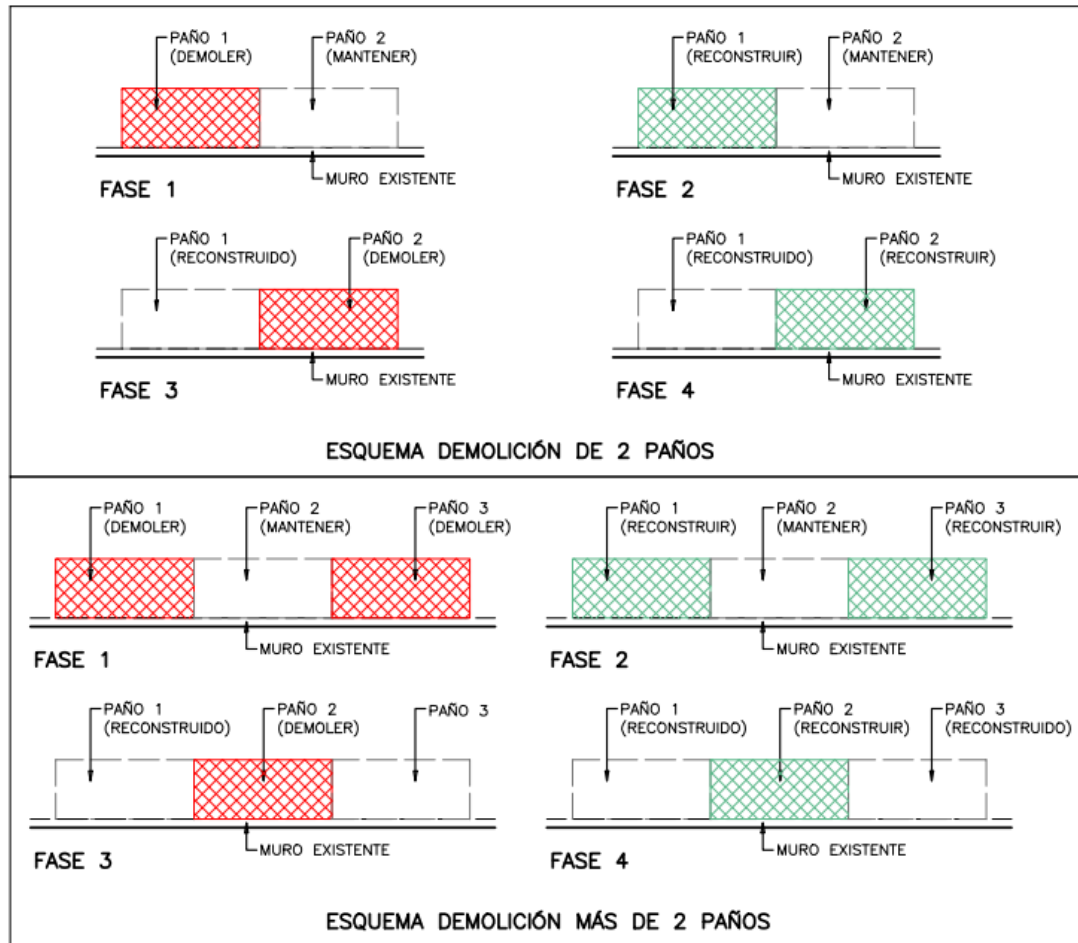 PAÑO 1
(DEMOLER)
PAÑO 2
(MANTENER)
MURO EXISTENTE
FASE 1
PAÑO 1
(RECONSTRUIR)
PAÑO 2
(MANTENER)
MURO EXISTENTE
FASE 2
PAÑO 1
(RECONSTRUIDO)
PAÑO 2
(DEMOLER)
MURO EXISTENTE
FASE 3
PAÑO 1
(RECONSTRUIDO)
PAÑO 2
(RECONSTRUIR)
MURO EXISTENTE
FASE 4
ESQUEMA DEMOLICIÓN DE 2 PAÑOS
PAÑO 1
(DEMOLER)
PAÑO 2
(MANTENER)
PAÑO 3
(DEMOLER)
MURO EXISTENTE
FASE 1
PAÑO 1
(RECONSTRUIR)
PAÑO 2
(MANTENER)
PAÑO 3
(RECONSTRUIR)
MURO EXISTENTE
FASE 2
PAÑO 1
(RECONSTRUIDO)
PAÑO 2
(DEMOLER)
PAÑO 3
MURO EXISTENTE
FASE 3
PAÑO 1
(RECONSTRUIDO)
PAÑO 2
(RECONSTRUIR)
PAÑO 3
(RECONSTRUIDO)
MURO EXISTENTE
FASE 4
ESQUEMA DEMOLICIÓN MÁS DE 2 PAÑOS